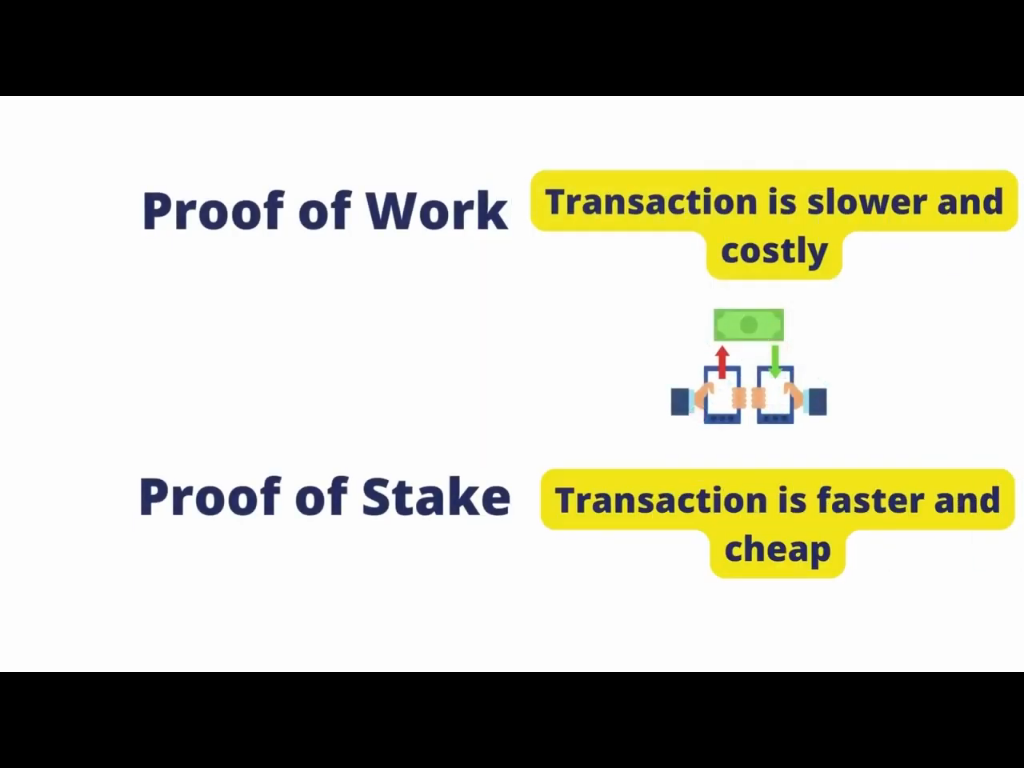 Proof of Work
Transaction is slower and
costly
Proof of Stake
Transaction is faster and
cheap